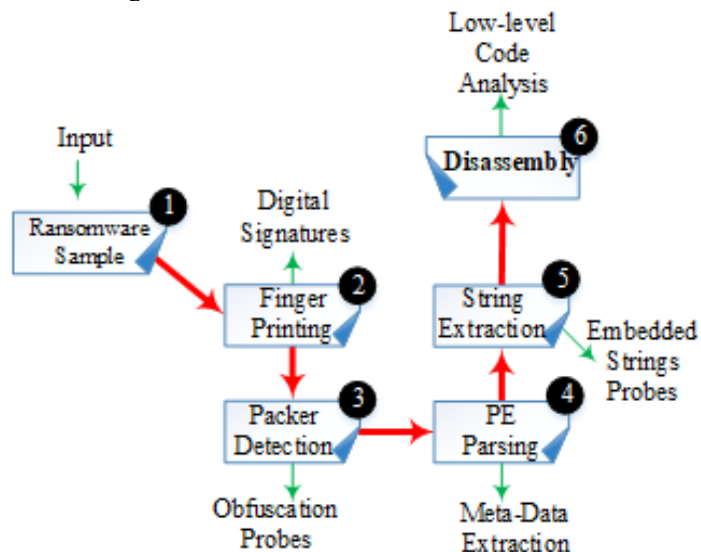 Input
1
Ransomware
Sample
Digital
Signatures
2
Finger
Printing
3
Packer
Detection
Obfuscation
Probes
4
PE
Parsing
Meta-Data
Extraction
5
String
Extraction
Embedded
Strings
Probes
6
Disassembly
Low-level
Code
Analysis